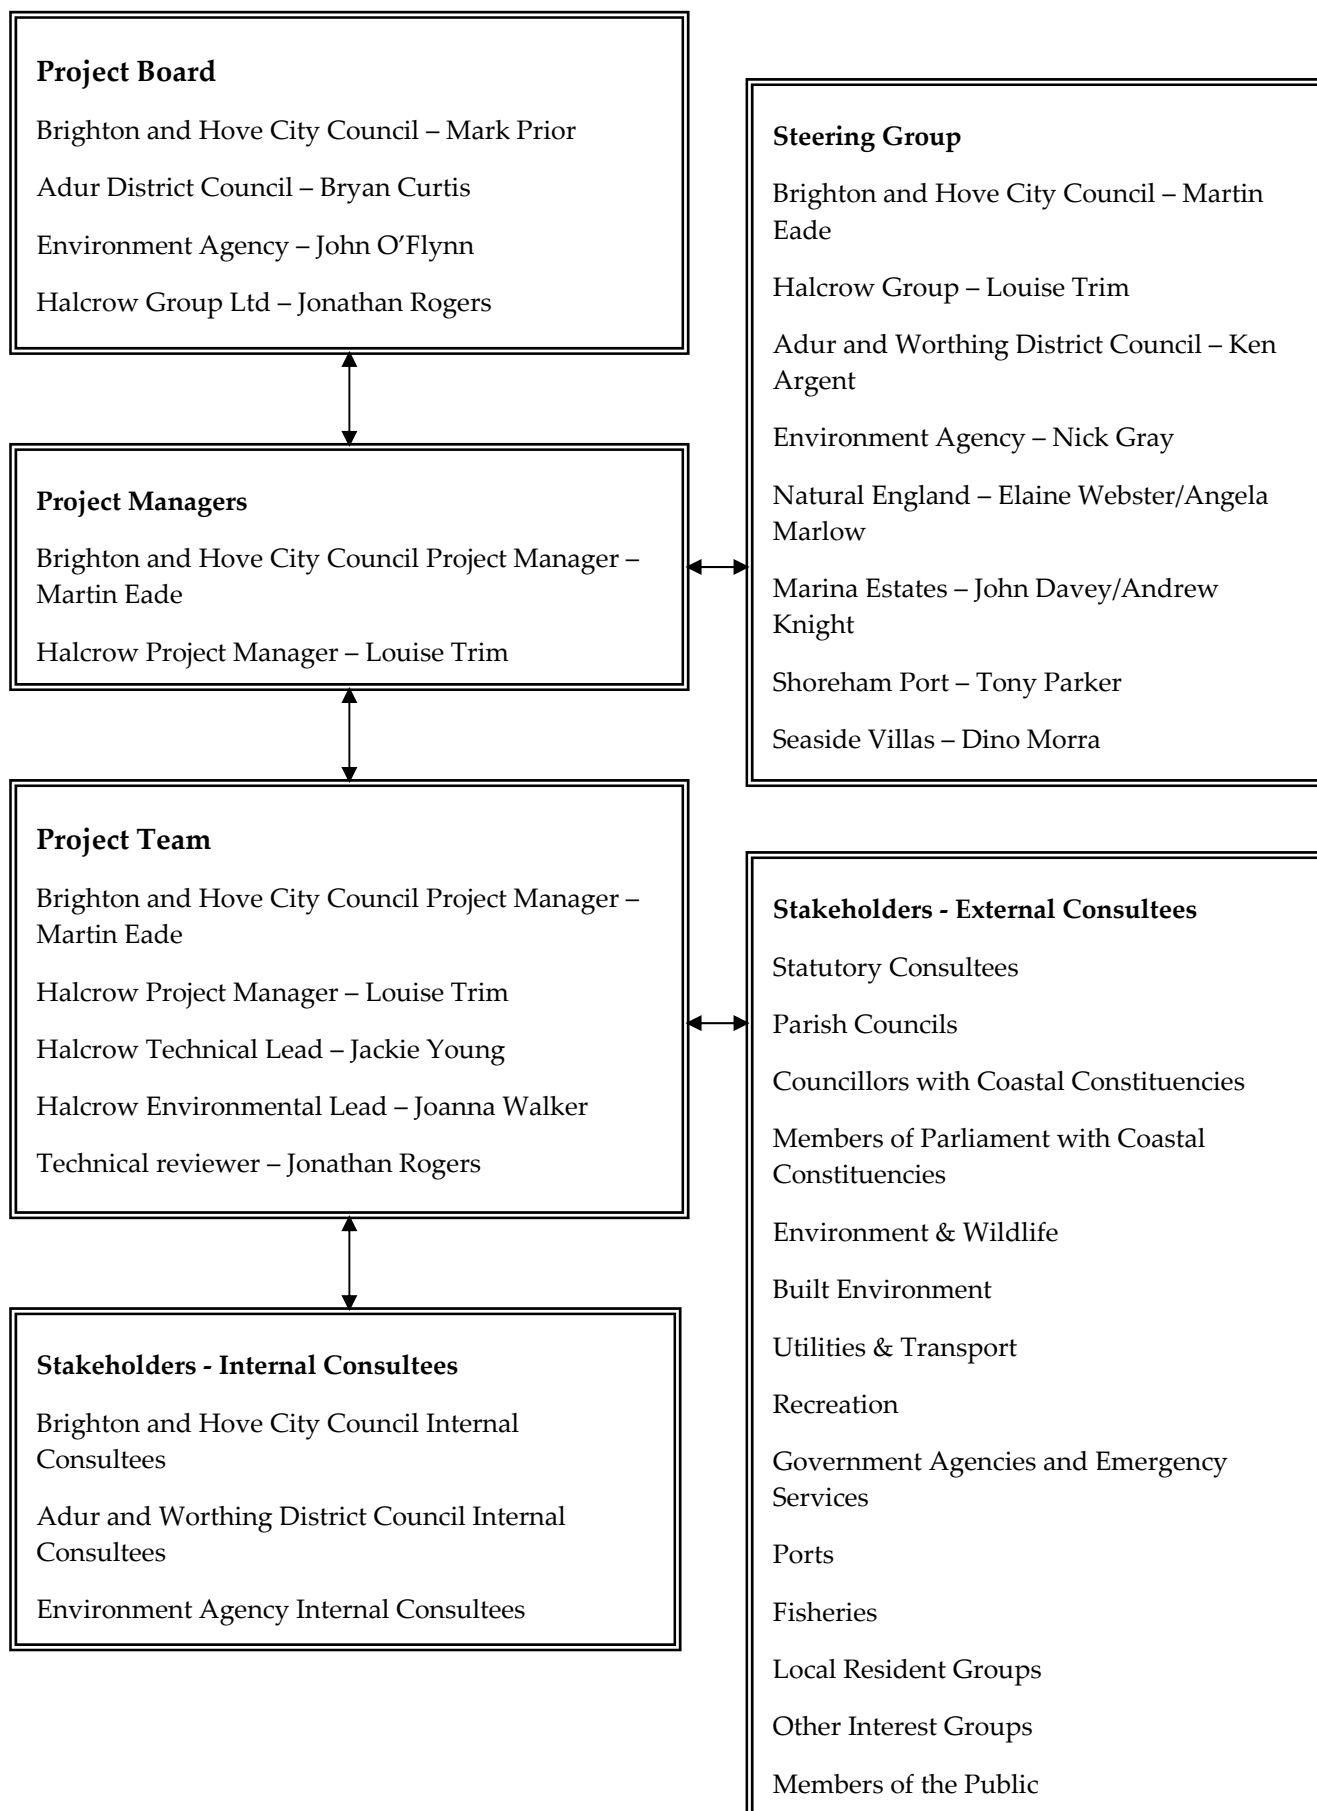 Project Board
Brighton and Hove City Council – Mark Prior
Adur District Council – Bryan Curtis
Environment Agency – John O’Flynn
Halcrow Group Ltd – Jonathan Rogers
Project Managers
Brighton and Hove City Council Project Manager –
Martin Eade
Halcrow Project Manager – Louise Trim
Project Team
Brighton and Hove City Council Project Manager –
Martin Eade
Halcrow Project Manager – Louise Trim
Halcrow Technical Lead – Jackie Young
Halcrow Environmental Lead – Joanna Walker
Technical reviewer – Jonathan Rogers
Stakeholders - Internal Consultees
Brighton and Hove City Council Internal
Consultees
Adur and Worthing District Council Internal
Consultees
Environment Agency Internal Consultees
Steering Group
Brighton and Hove City Council – Martin
Eade
Halcrow Group – Louise Trim
Adur and Worthing District Council – Ken
Argent
Environment Agency – Nick Gray
Natural England – Elaine Webster/Angela
Marlow
Marina Estates – John Davey/Andrew
Knight
Shoreham Port – Tony Parker
Seaside Villas – Dino Morra
Stakeholders - External Consultees
Statutory Consultees
Parish Councils
Councillors with Coastal Constituencies
Members of Parliament with Coastal
Constituencies
Environment & Wildlife
Built Environment
Utilities & Transport
Recreation
Government Agencies and Emergency
Services
Ports
Fisheries
Local Resident Groups
Other Interest Groups
Members of the Public